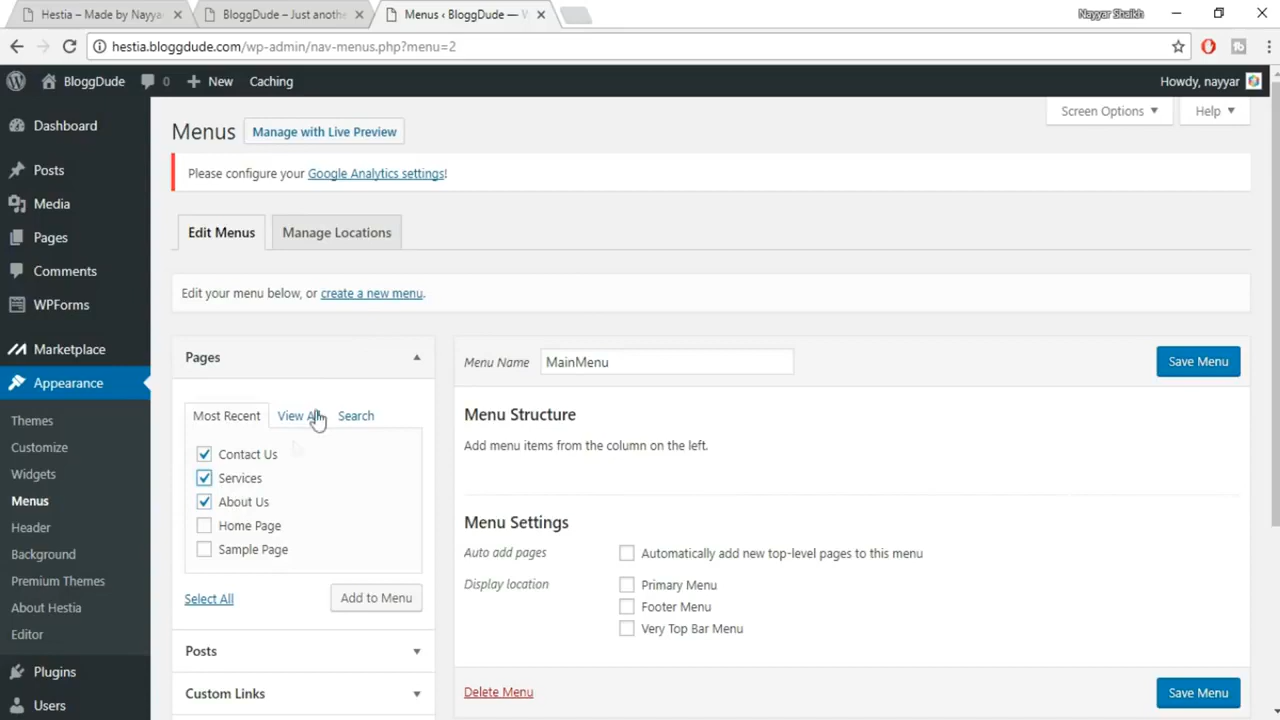 Hestia – Made by Nayya
BloggDude – Just anoth
Menus ‹ BloggDude — W
Nayyar Shaikh
hestia.bloggdude.com/wp-admin/nav-menus.php?menu=2
BloggDude
0
New
Caching
Howdy, nayyar
Dashboard
Posts
Media
Pages
Comments
WPForms
Marketplace
Appearance
Themes
Customize
Widgets
Menus
Header
Background
Premium Themes
About Hestia
Editor
Plugins
Users
Screen Options
Help
Menus
Manage with Live Preview
Please configure your Google Analytics settings!
Edit Menus
Manage Locations
Edit your menu below, or create a new menu.
Pages
Most Recent
View All
Search
Contact Us
Services
About Us
Home Page
Sample Page
Select All
Add to Menu
Posts
Custom Links
Menu Name
MainMenu
Save Menu
Menu Structure
Add menu items from the column on the left.
Menu Settings
Auto add pages
Automatically add new top-level pages to this menu
Display location
Primary Menu
Footer Menu
Very Top Bar Menu
Delete Menu
Save Menu